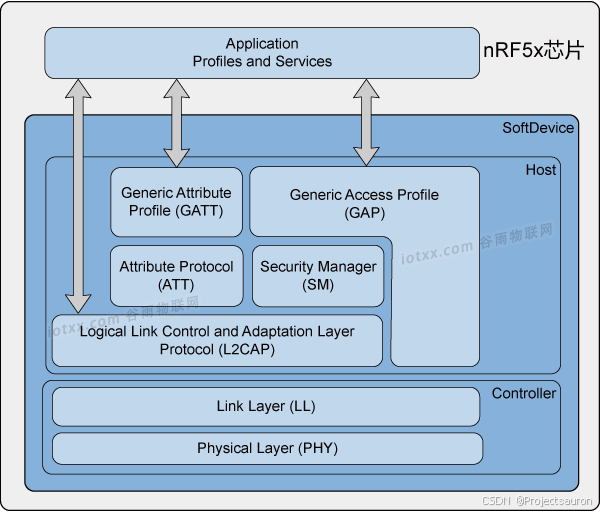 Application
Profiles and Services
nRF5x芯片
SoftDevice
Host
Generic Attribute
Profile (GATT)
Generic Access Profile
(GAP)
iotxx.com 谷雨物联网
Attribute Protocol
(ATT)
Security Manager
(SM)
iotxx.com 谷雨物联网
Logical Link Control and Adaptation Layer
Protocol (L2CAP)
Controller
Link Layer (LL)
Physical Layer (PHY)
CSDN @Projectsauron